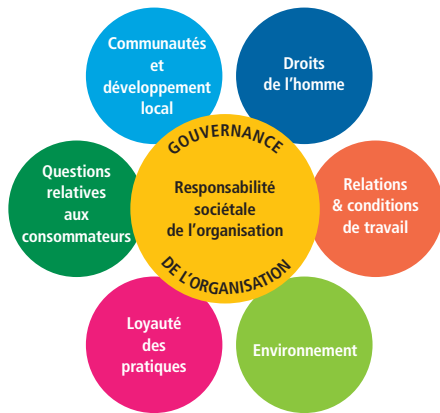 Communautés
et
développement
local
Droits
de l’homme
GOUVERNANCE
Responsabilité
sociétale
de l’organisation
DE L’ORGANISATION
Questions
relatives
aux
consommateurs
Relations
& conditions
de travail
Loyauté
des
pratiques
Environnement